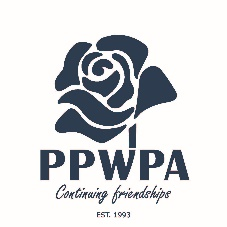 PPWPA
Continuing friendships
EST. 1993